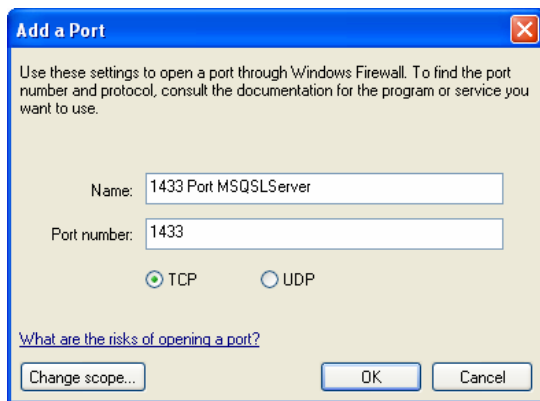 Add a Port
Use these settings to open a port through Windows Firewall. To find the port
number and protocol, consult the documentation for the program or service you
want to use.
Name: 1433 Port MSQSLServer
Port number: 1433
TCP UDP
What are the risks of opening a port?
Change scope... OK Cancel